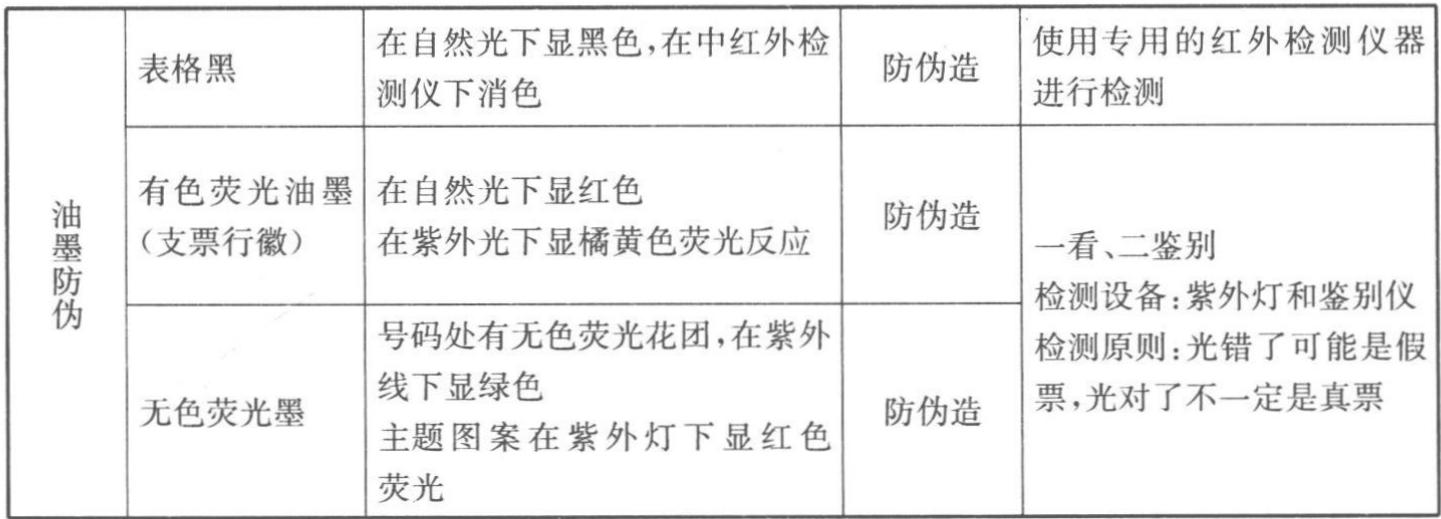 油墨防伪
表格黑
在自然光下显黑色,在中红外检
测仪下消色
防伪造
使用专用的红外检测仪器
进行检测
有色荧光油墨
(支票行徽)
在自然光下显红色
在紫外光下显橘黄色荧光反应
防伪造
一看、二鉴别
检测设备:紫外灯和鉴别仪
检测原则:光错了可能是假
票,光对了不一定是真票
无色荧光墨
号码处有无色荧光花团,在紫外
线下显绿色
主题图案在紫外灯下显红色
荧光
防伪造